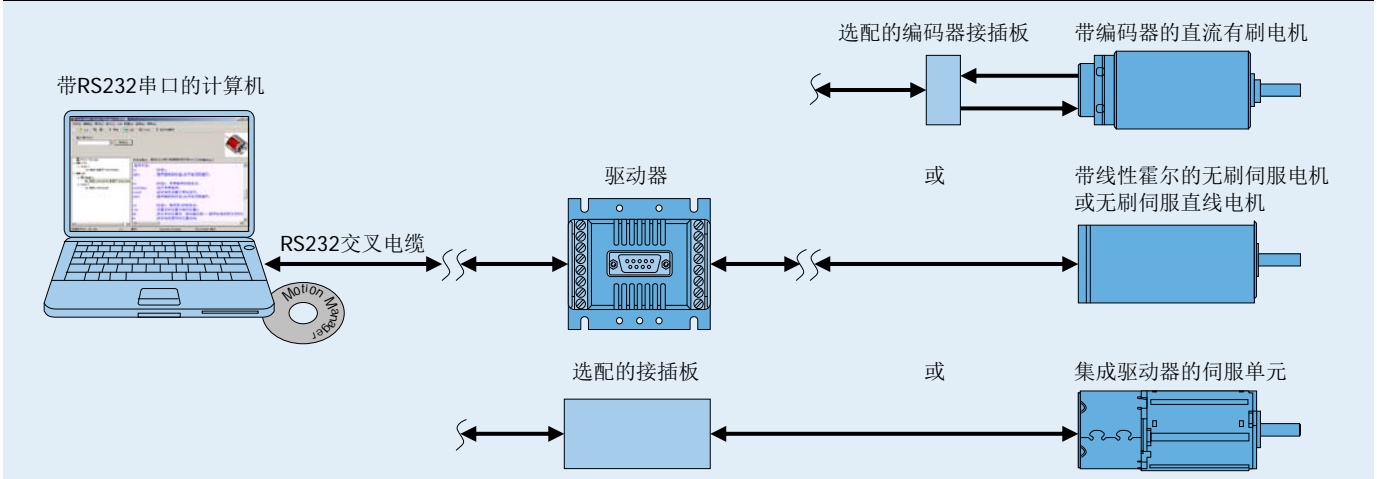 选配的编码器接插板
带编码器的直流有刷电机
带RS232串口的计算机
驱动器
或
带线性霍尔的无刷伺服电机
或无刷伺服直线电机
RS232交叉电缆
Motion Manager
选配的接插板
或
集成驱动器的伺服单元